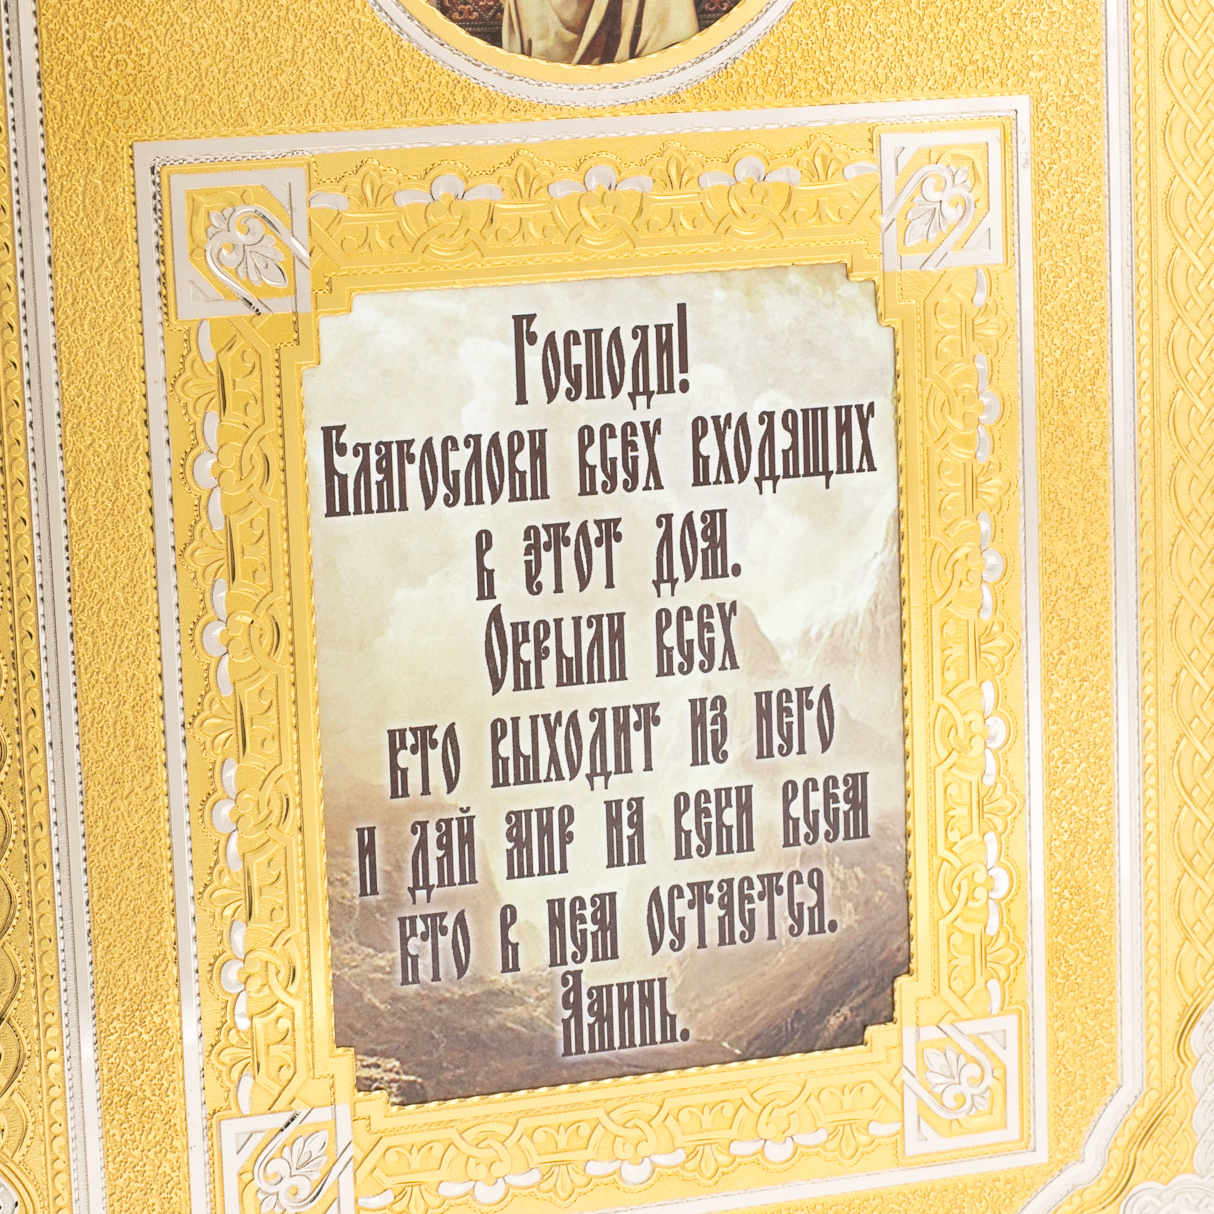 Господи!
Благослови всех входящих
в этот дом.
Окрыли всех
кто выходит из него
и дай мир на веки всем
кто в нем остается.
Аминь.